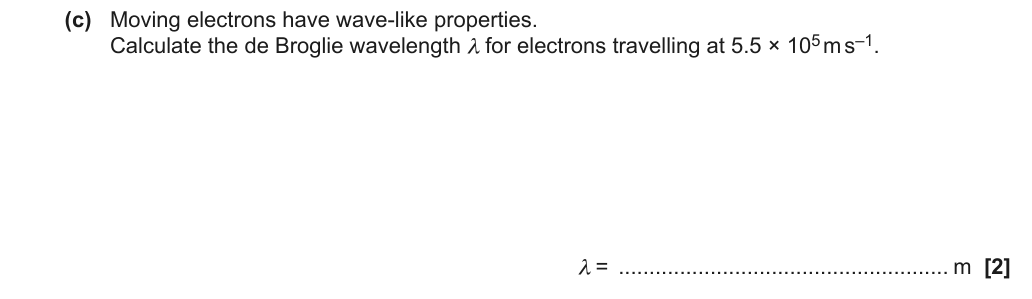 (c) Moving electrons have wave-like properties.
Calculate the de Broglie wavelength λ for electrons travelling at 5.5 × 10⁵ m s⁻¹.
λ = ...................................................... m [2]